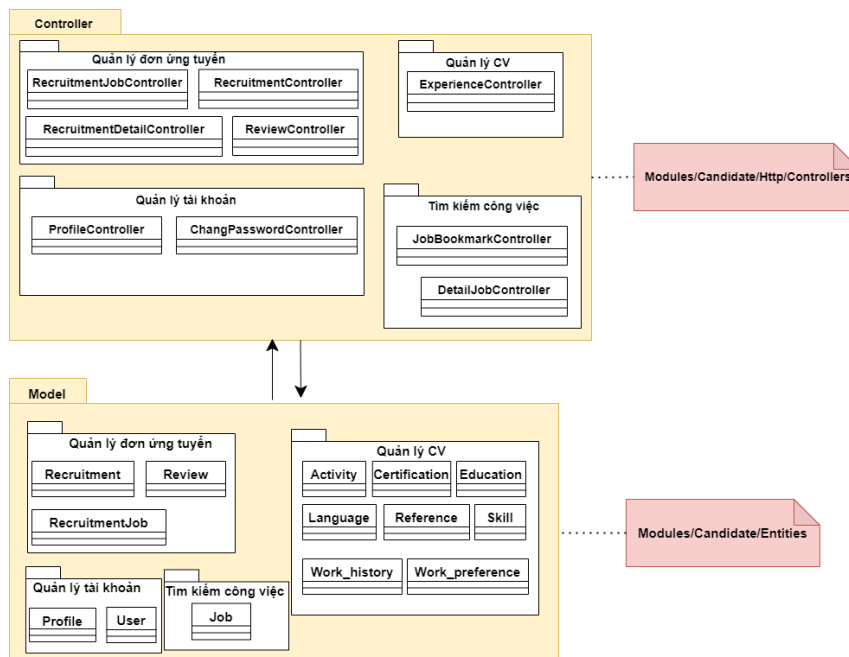 Controller
Quản lý đơn ứng tuyển
RecruitmentJobController
RecruitmentController
RecruitmentDetailController
ReviewController
Quản lý CV
ExperienceController
Quản lý tài khoản
ProfileController
ChangPasswordController
Tìm kiếm công việc
JobBookmarkController
DetailJobController
Modules/Candidate/Http/Controllers
Model
Quản lý đơn ứng tuyển
Recruitment
Review
RecruitmentJob
Quản lý CV
Activity
Certification
Education
Language
Reference
Skill
Work_history
Work_preference
Quản lý tài khoản
Profile
User
Tìm kiếm công việc
Job
Modules/Candidate/Entities